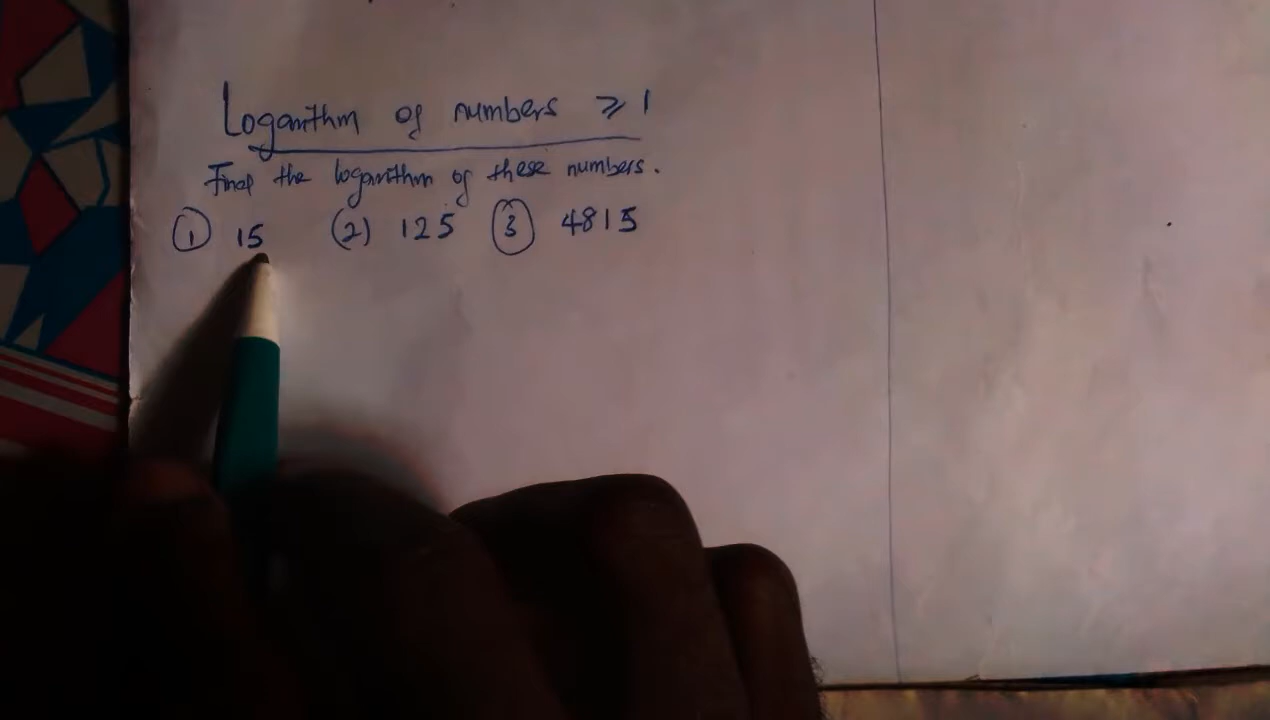 Logarithm of numbers ⩾ 1
Find the logarithm of these numbers.
① 15 (2) 125 ③ 4815